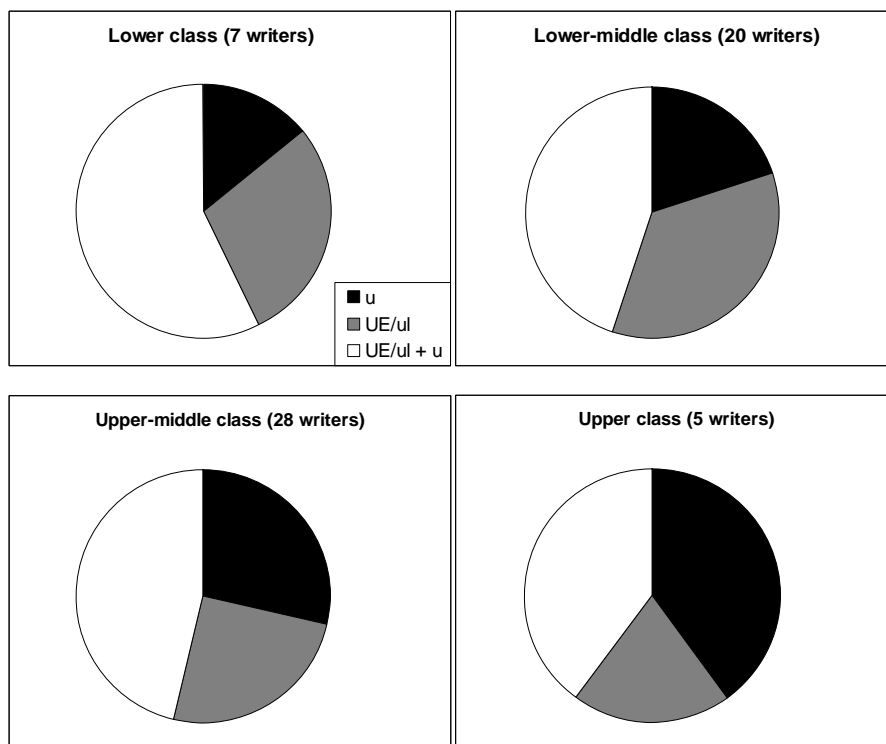 Lower class (7 writers)
u
UE/ul
UE/ul + u
Lower-middle class (20 writers)
Upper-middle class (28 writers)
Upper class (5 writers)